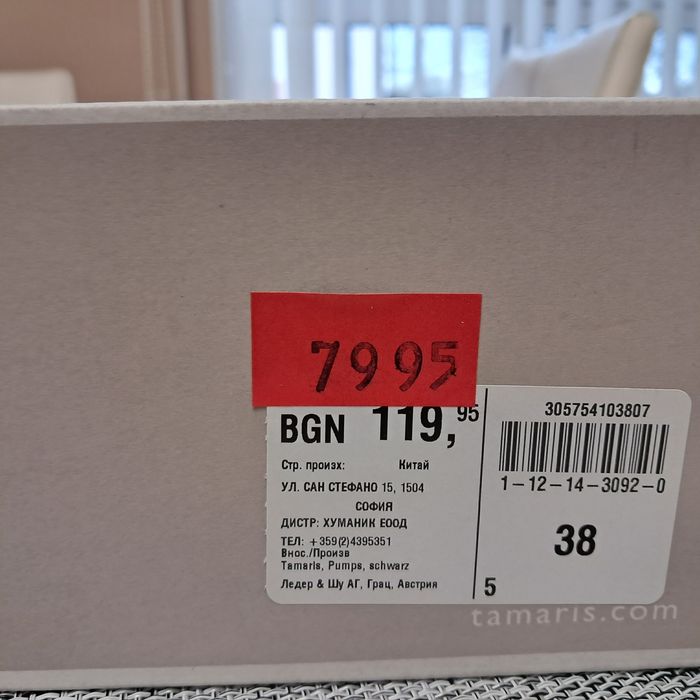 7995
BGN 119,95
Стр. произх: Китай
УЛ. САН СТЕФАНО 15, 1504
СОФИЯ
ДИСТР: ХУМАНИК ЕООД
ТЕЛ: +359(2)4395351
Внос./Произв
Tamaris, Pumps, schwarz
Ледер & Шу АГ, Грац, Австрия
305754103807
1-12-14-3092-0
38
5
tamaris.com